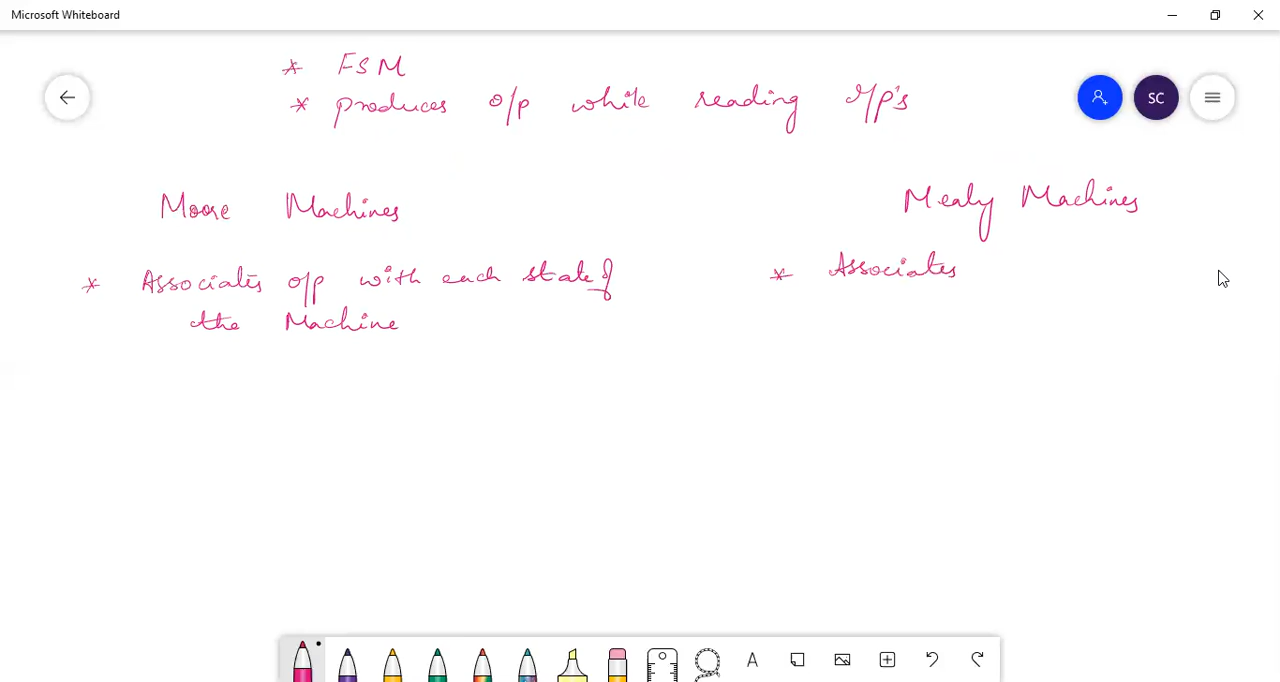 Microsoft Whiteboard
* FSM
* produces o/p while reading i/p's
SC
Moore Machines
Mealy Machines
* Associates o/p with each state of
the Machine
* Associates
A